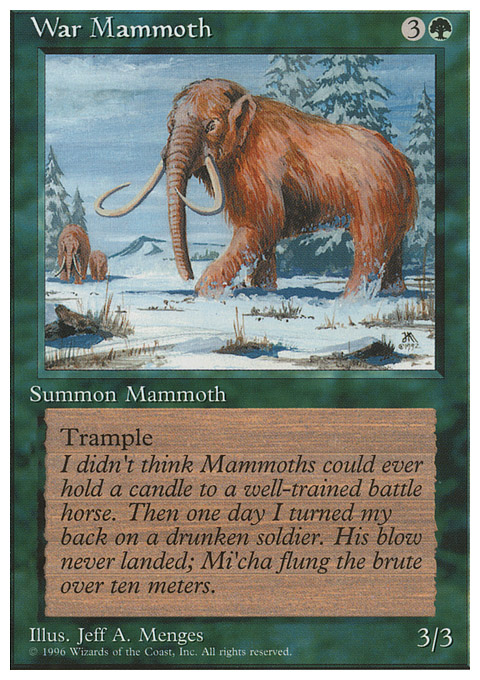 War Mammoth 3
©1992
Summon Mammoth
Trample
I didn't think Mammoths could ever
hold a candle to a well-trained battle
horse. Then one day I turned my
back on a drunken soldier. His blow
never landed; Mi'cha flung the brute
over ten meters.
Illus. Jeff A. Menges 3/3
© 1996 Wizards of the Coast, Inc. All rights reserved.